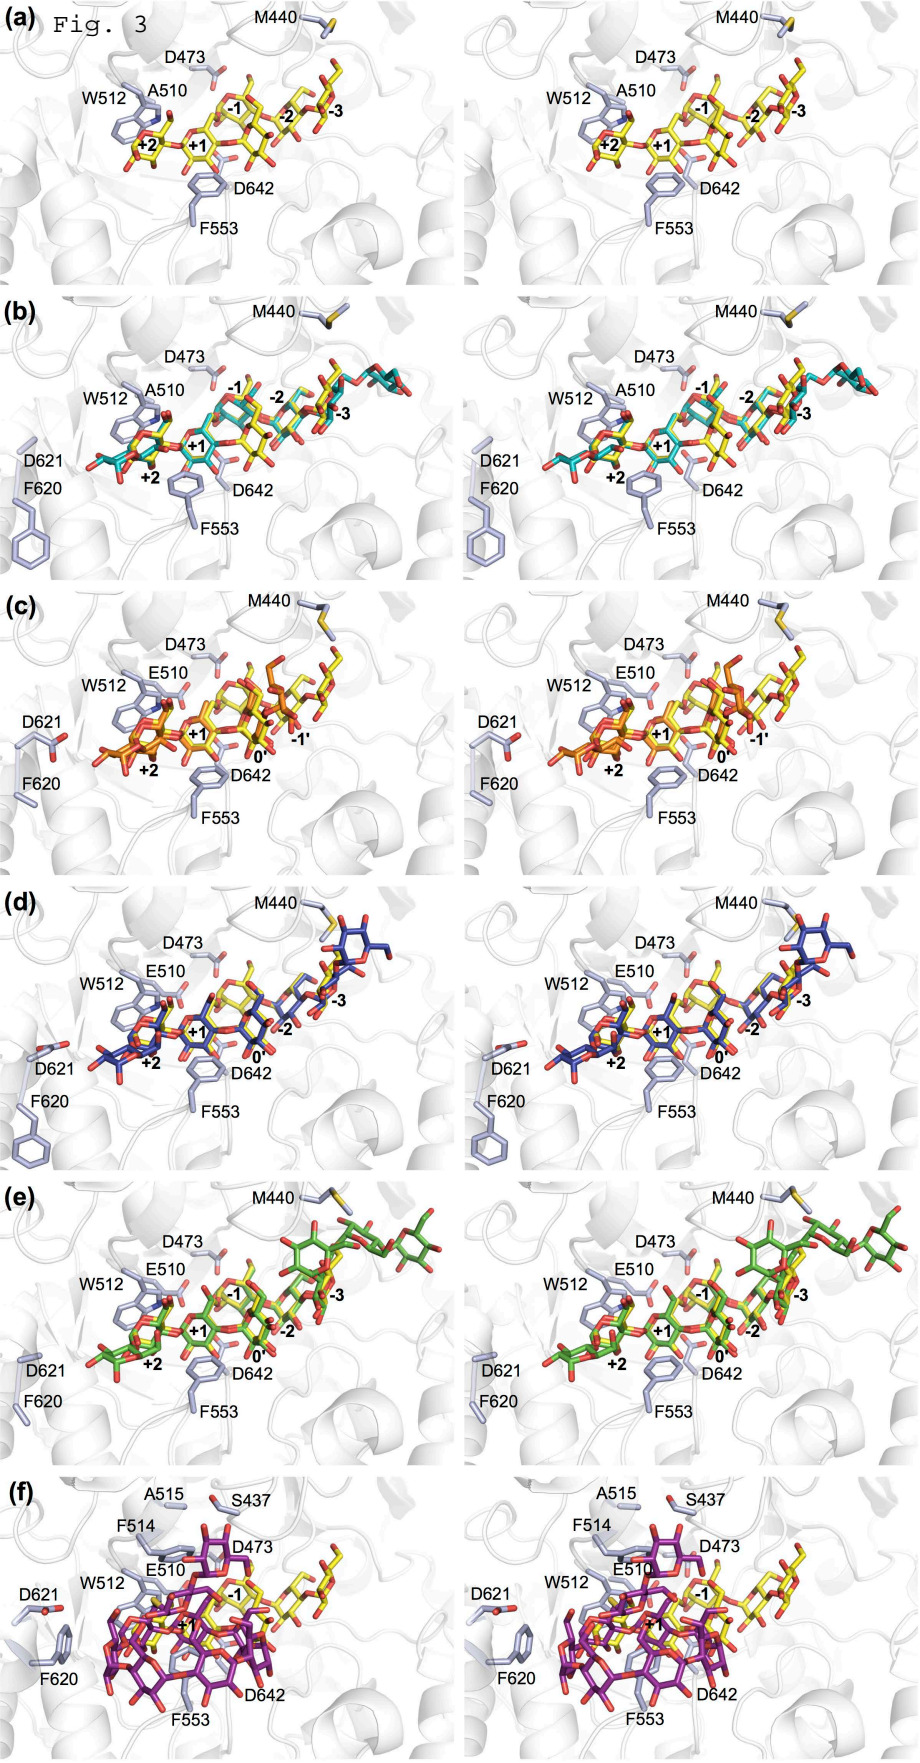 (a) Fig. 3
M440 M440
D473 D473
W512 A510 W512 A510
-1 -2 -3 -1 -2 -3
+2 +1 +2 +1
D642 D642
F553 F553
(b)
M440 M440
D473 D473
W512 A510 -1 -2 W512 A510 -1 -2
-3 -3
+1 +1
D621 +2 D621 +2
F620 D642 F620 D642
F553 F553
(c)
M440 M440
D473 D473
W512 E510 W512 E510
D621 +1 -1' D621 +1 -1'
+2 0' +2 0'
F620 D642 F620 D642
F553 F553
(d)
M440 M440
D473 D473
W512 E510 W512 E510
-3 -3
+1 -2 +1 -2
D621 +2 0' D621 +2 0'
D642 D642
F620 F553 F620 F553
(e)
M440 M440
D473 D473
W512 E510 -1 -3 W512 E510 -1 -3
+1 -2 +1 -2
D621 +2 0' D621 +2 0'
D642 D642
F620 F553 F620 F553
(f)
A515 S437 A515 S437
F514 D473 F514 D473
E510 E510
W512 -1 W512 -1
D621 +1 D621 +1
F620 D642 F620 D642
F553 F553